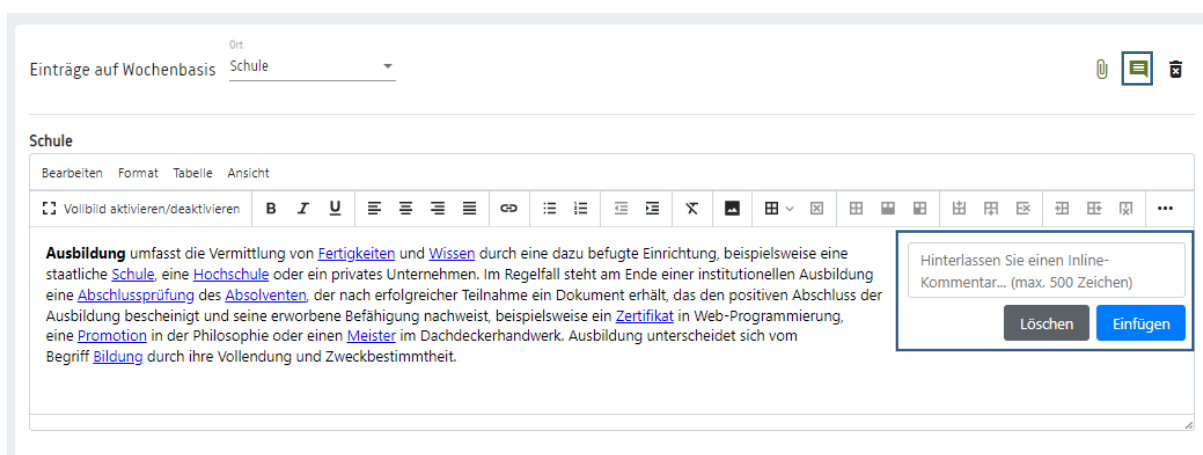 Ort
Einträge auf Wochenbasis Schule
Schule
Bearbeiten Format Tabelle Ansicht
Vollbild aktivieren/deaktivieren B I U
Ausbildung umfasst die Vermittlung von Fertigkeiten und Wissen durch eine dazu befugte Einrichtung, beispielsweise eine
staatliche Schule, eine Hochschule oder ein privates Unternehmen. Im Regelfall steht am Ende einer institutionellen Ausbildung
eine Abschlussprüfung des Absolventen, der nach erfolgreicher Teilnahme ein Dokument erhält, das den positiven Abschluss der
Ausbildung bescheinigt und seine erworbene Befähigung nachweist, beispielsweise ein Zertifikat in Web-Programmierung,
eine Promotion in der Philosophie oder einen Meister im Dachdeckerhandwerk. Ausbildung unterscheidet sich vom
Begriff Bildung durch ihre Vollendung und Zweckbestimmtheit.
Hinterlassen Sie einen Inline-
Kommentar... (max. 500 Zeichen)
Löschen Einfügen